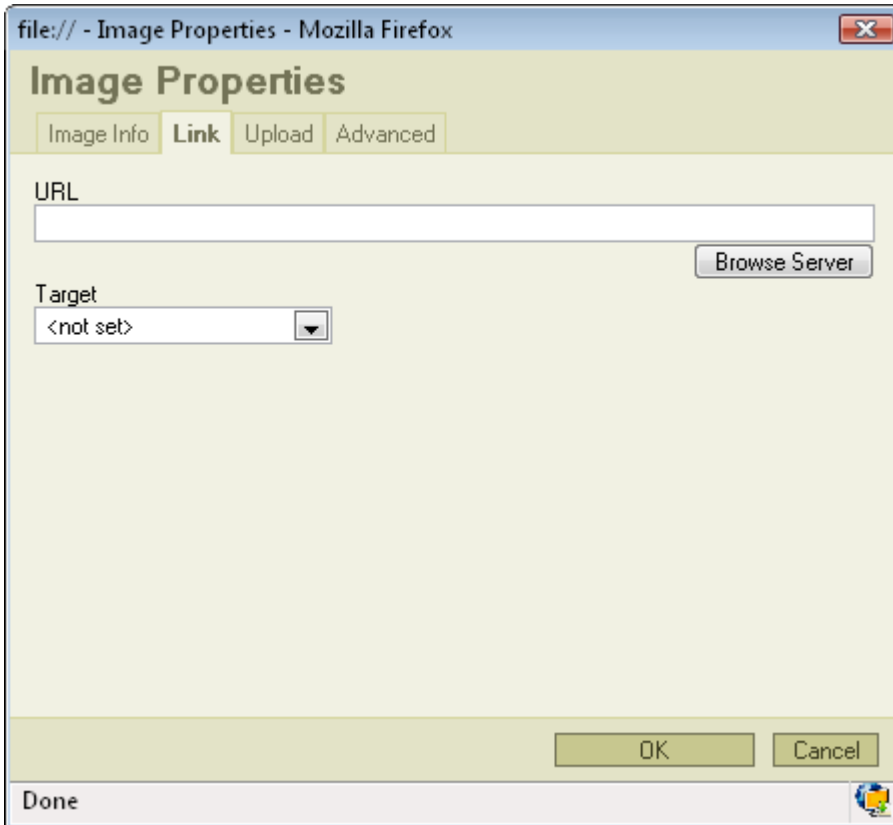 file:// - Image Properties - Mozilla Firefox
Image Properties
Image Info Link Upload Advanced
URL
Browse Server
Target
<not set>
OK Cancel
Done